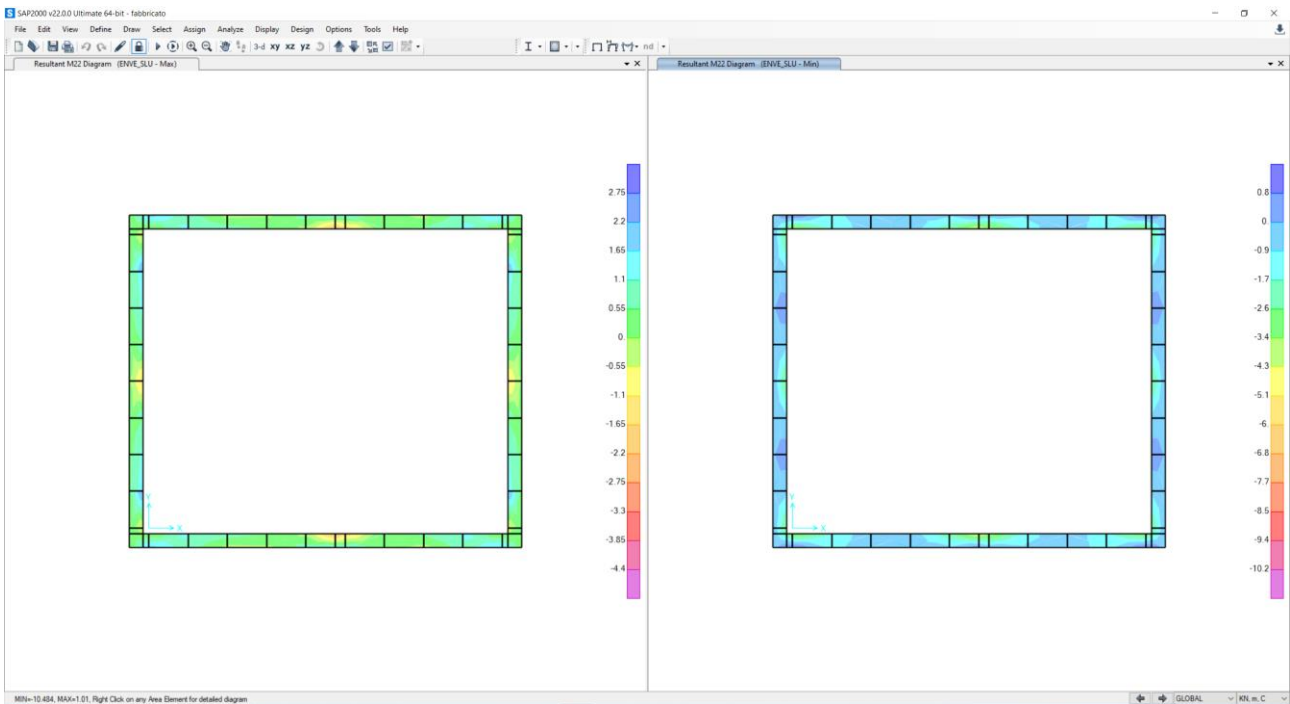 SAP2000 v22.0.0 Ultimate 64-bit - fabbricato
File Edit View Define Draw Select Assign Analyze Display Design Options Tools Help
3-d xy xz yz nd
Resultant M22 Diagram (ENVE_SLU - Max)
Resultant M22 Diagram (ENVE_SLU - Min)
2.75
2.2
1.65
1.1
0.55
0.
-0.55
-1.1
-1.65
-2.2
-2.75
-3.3
-3.85
-4.4
Y
X
0.8
0.
-0.9
-1.7
-2.6
-3.4
-4.3
-5.1
-6.
-6.8
-7.7
-8.5
-9.4
-10.2
Y
X
MIN=-10.484, MAX=1.01, Right Click on any Area Element for detailed diagram
GLOBAL
KN, m, C